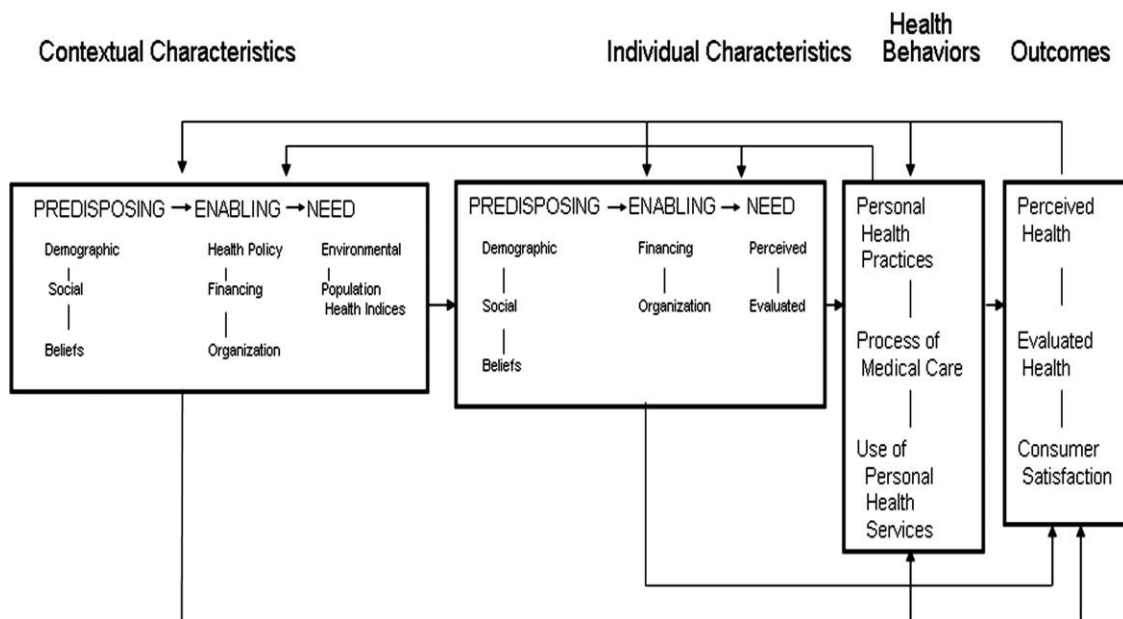 Contextual Characteristics
Individual Characteristics
Health
Behaviors
Outcomes
PREDISPOSING
Demographic
Social
Beliefs
ENABLING
Health Policy
Financing
Organization
NEED
Environmental
Population
Health Indices
PREDISPOSING
Demographic
Social
Beliefs
ENABLING
Financing
Organization
NEED
Perceived
Evaluated
Personal
Health
Practices
Process of
Medical Care
Use of
Personal
Health
Services
Perceived
Health
Evaluated
Health
Consumer
Satisfaction